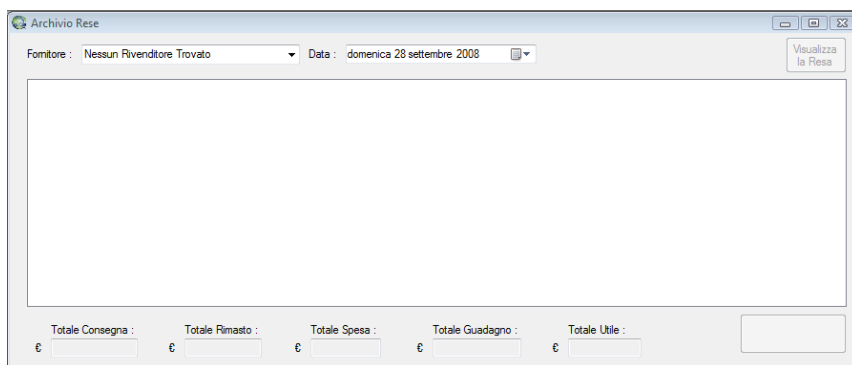 Archivio Rese
Fornitore : Nessun Rivenditore Trovato Data : domenica 28 settembre 2008 Visualizza
la Resa
Totale Consegna : Totale Rimasto : Totale Spesa : Totale Guadagno : Totale Utile :
€ € € € €